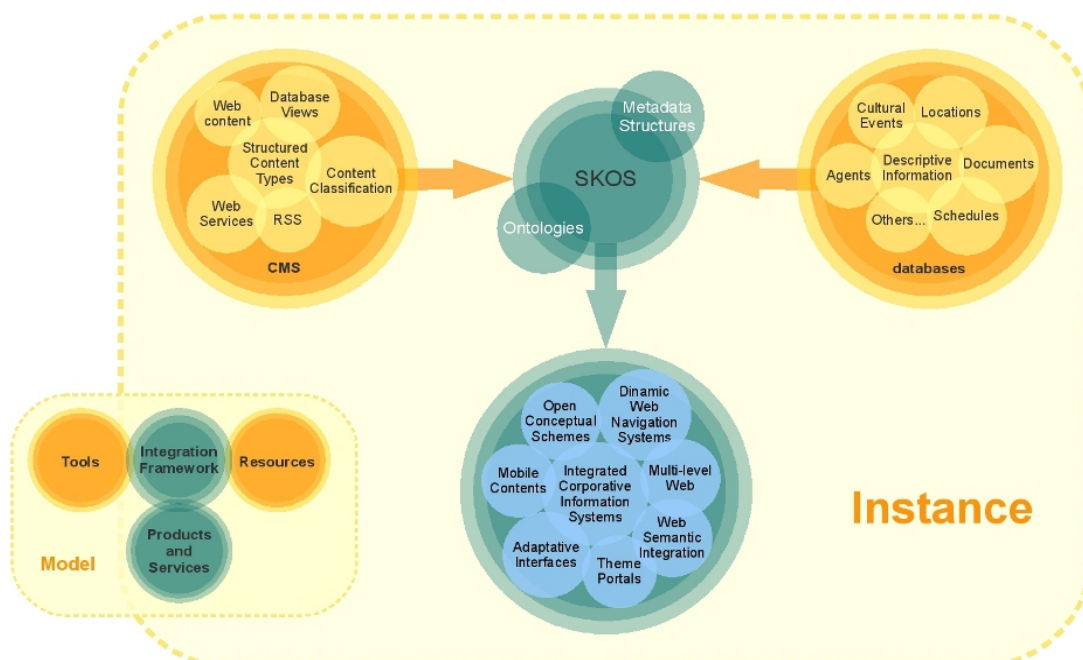 Web
content
Database
Views
Structured
Content
Types
Content
Classification
Web
Services
RSS
CMS
Metadata
Structures
SKOS
Ontologies
Cultural
Events
Locations
Agents
Descriptive
Information
Documents
Others...
Schedules
databases
Open
Conceptual
Schemes
Dinamic
Web
Navigation
Systems
Mobile
Contents
Integrated
Corporative
Information
Systems
Multi-level
Web
Adaptative
Interfaces
Theme
Portals
Web
Semantic
Integration
Instance
Tools
Integration
Framework
Resources
Products
and
Services
Model